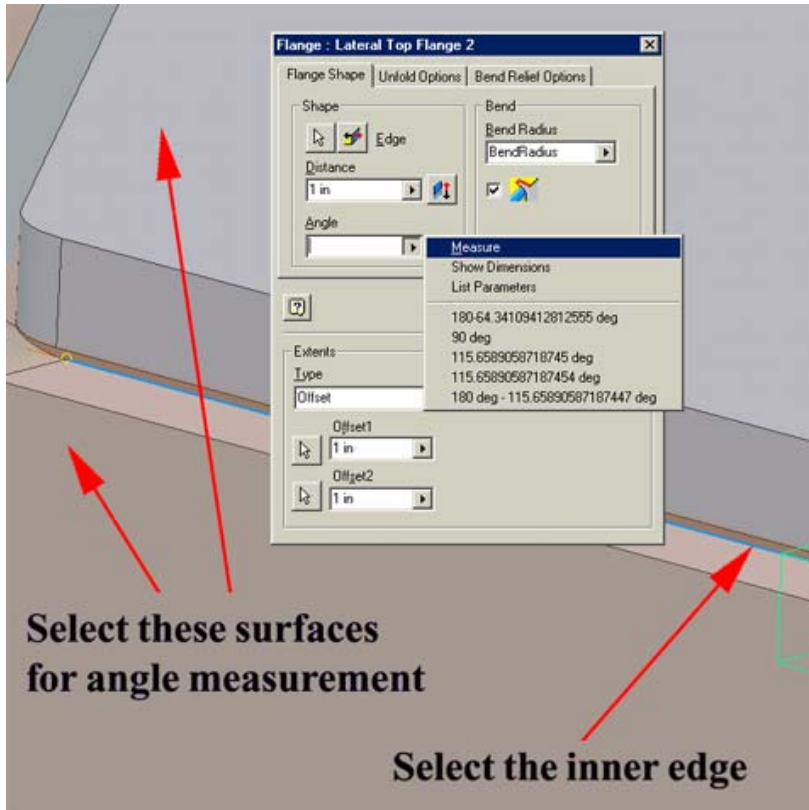 Flange : Lateral Top Flange 2
Flange Shape Unfold Options Bend Relief Options
Shape
Edge
Distance
1 in
Angle
Bend
Bend Radius
BendRadius
Measure
Show Dimensions
List Parameters
180-64.34109412812555 deg
90 deg
115.6589058718745 deg
115.65890587187454 deg
180 deg - 115.65890587187447 deg
Extents
Type
Offset
Offset1
1 in
Offset2
1 in
Select these surfaces
for angle measurement
Select the inner edge